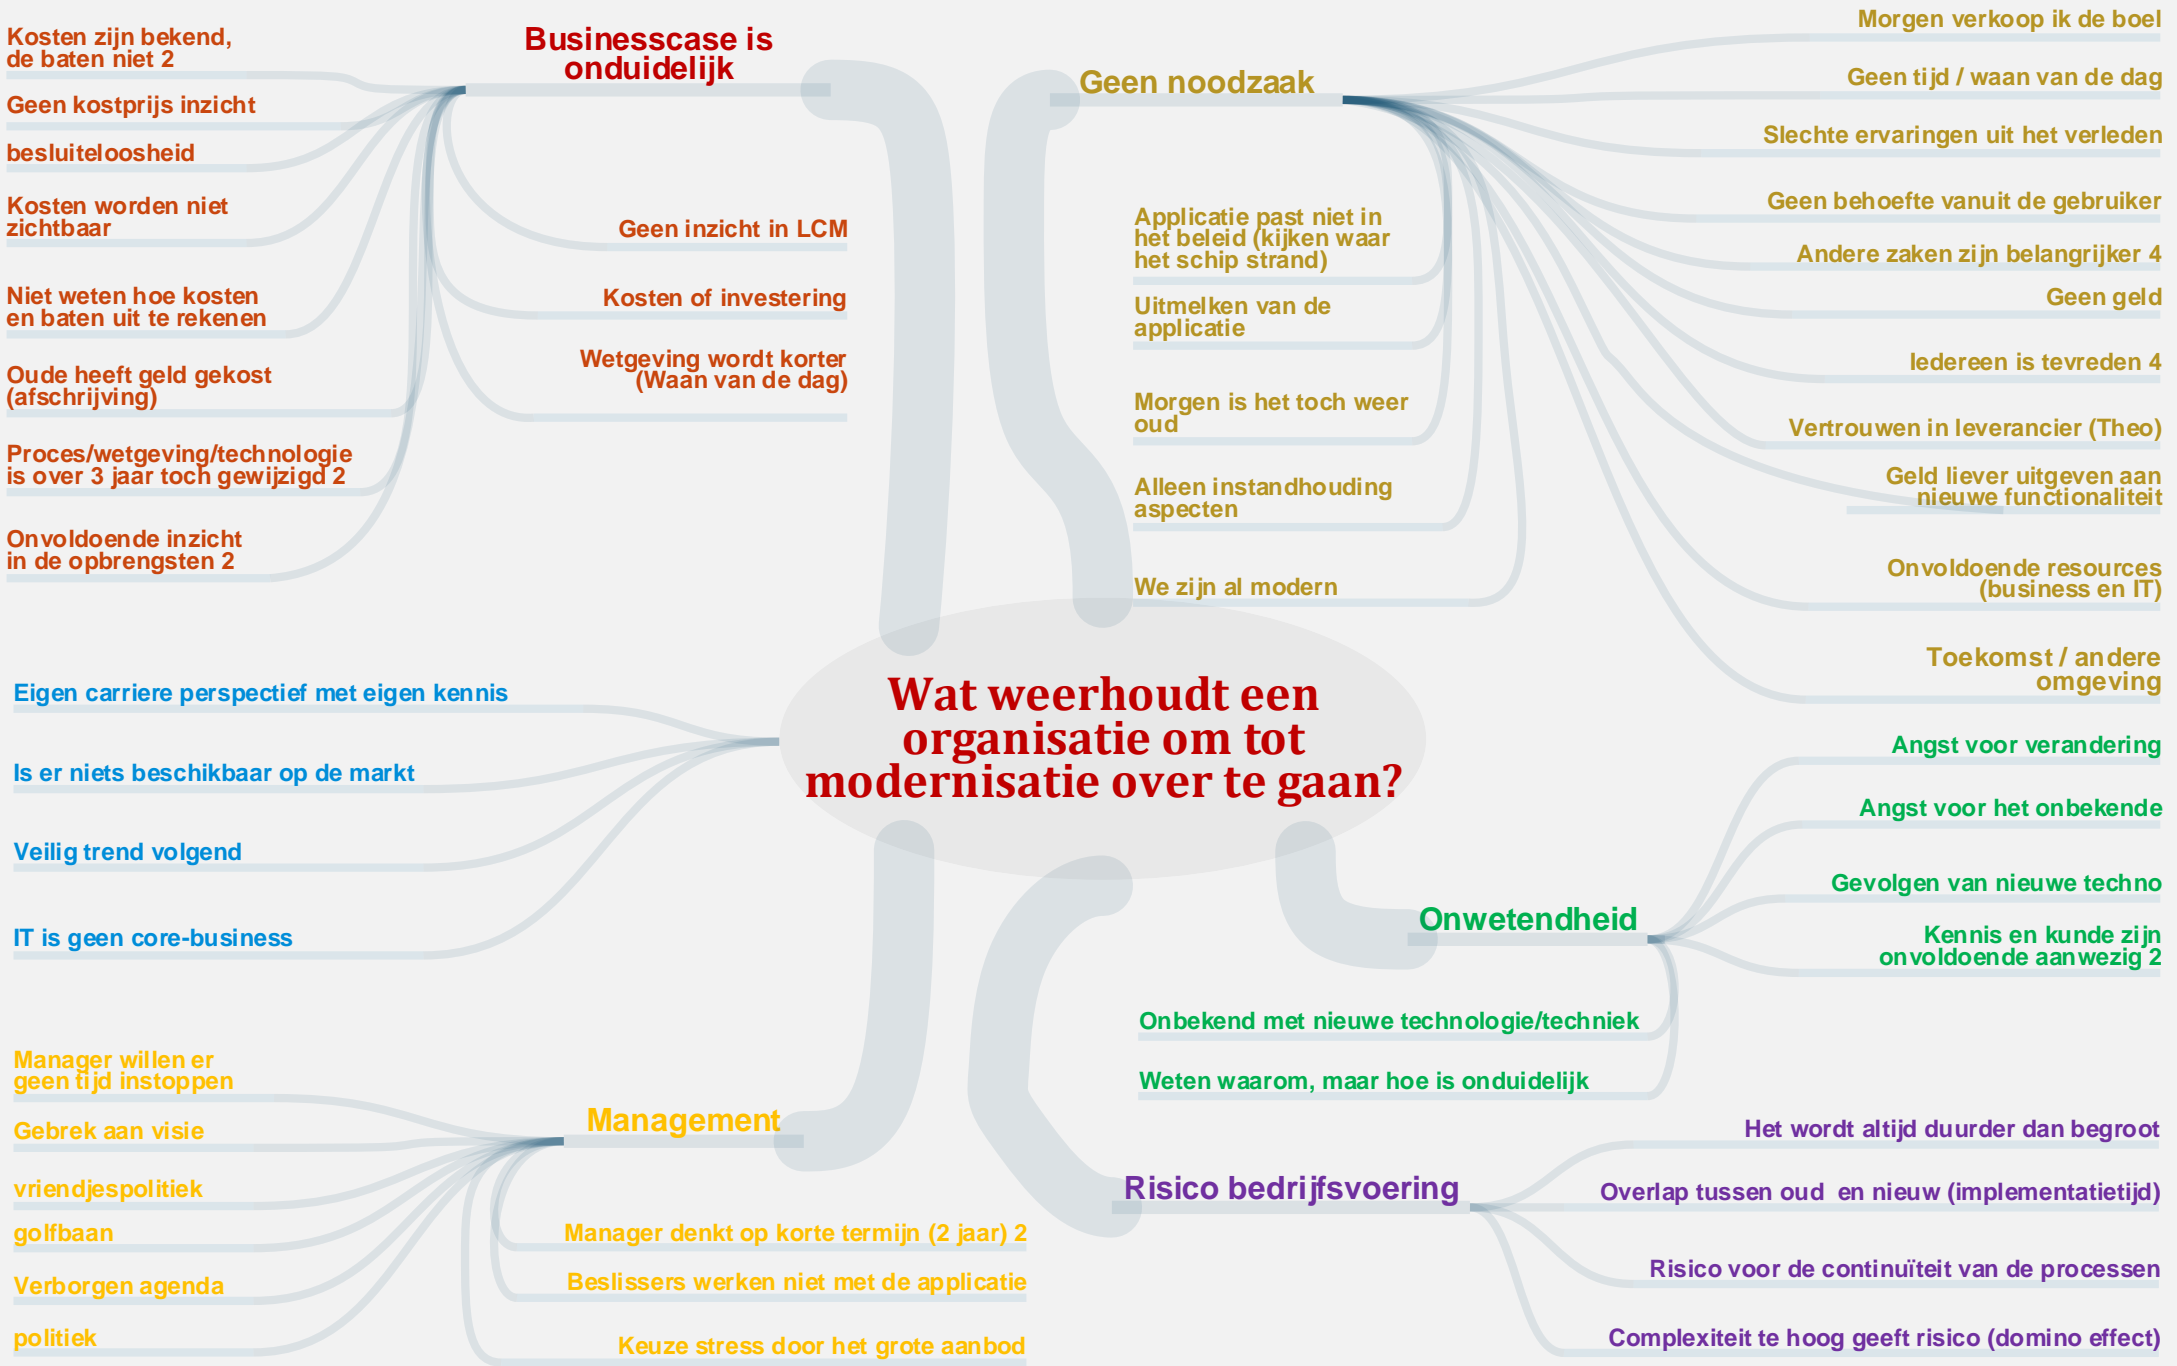 Businesscase is
onduidelijk
Kosten zijn bekend,
de baten niet 2
Geen kostprijs inzicht
besluiteloosheid
Kosten worden niet
zichtbaar
Niet weten hoe kosten
en baten uit te rekenen
Oude heeft geld gekost
(afschrijving)
Proces/wetgeving/technologie
is over 3 jaar toch gewijzigd 2
Onvoldoende inzicht
in de opbrengsten 2
Geen inzicht in LCM
Kosten of investering
Wetgeving wordt korter
(Waan van de dag)
Geen noodzaak
Morgen verkoop ik de boel
Geen tijd / waan van de dag
Slechte ervaringen uit het verleden
Geen behoefte vanuit de gebruiker
Andere zaken zijn belangrijker 4
Geen geld
Iedereen is tevreden 4
Vertrouwen in leverancier (Theo)
Geld liever uitgeven aan
nieuwe functionaliteit
Onvoldoende resources
(business en IT)
Toekomst / andere
omgeving
Applicatie past niet in
het beleid (kijken waar
het schip strand)
Uitmelken van de
applicatie
Morgen is het toch weer
oud
Alleen instandhouding
aspecten
We zijn al modern
Wat weerhoudt een
organisatie om tot
modernisatie over te gaan?
Eigen carriere perspectief met eigen kennis
Is er niets beschikbaar op de markt
Veilig trend volgend
IT is geen core-business
Onwetendheid
Angst voor verandering
Angst voor het onbekende
Gevolgen van nieuwe techno
Kennis en kunde zijn
onvoldoende aanwezig 2
Onbekend met nieuwe technologie/techniek
Weten waarom, maar hoe is onduidelijk
Management
Manager willen er
geen tijd instoppen
Gebrek aan visie
vriendjespolitiek
golfbaan
Verborgen agenda
politiek
Manager denkt op korte termijn (2 jaar) 2
Beslissers werken niet met de applicatie
Keuze stress door het grote aanbod
Risico bedrijfsvoering
Het wordt altijd duurder dan begroot
Overlap tussen oud  en nieuw (implementatietijd)
Risico voor de continuïteit van de processen
Complexiteit te hoog geeft risico (domino effect)